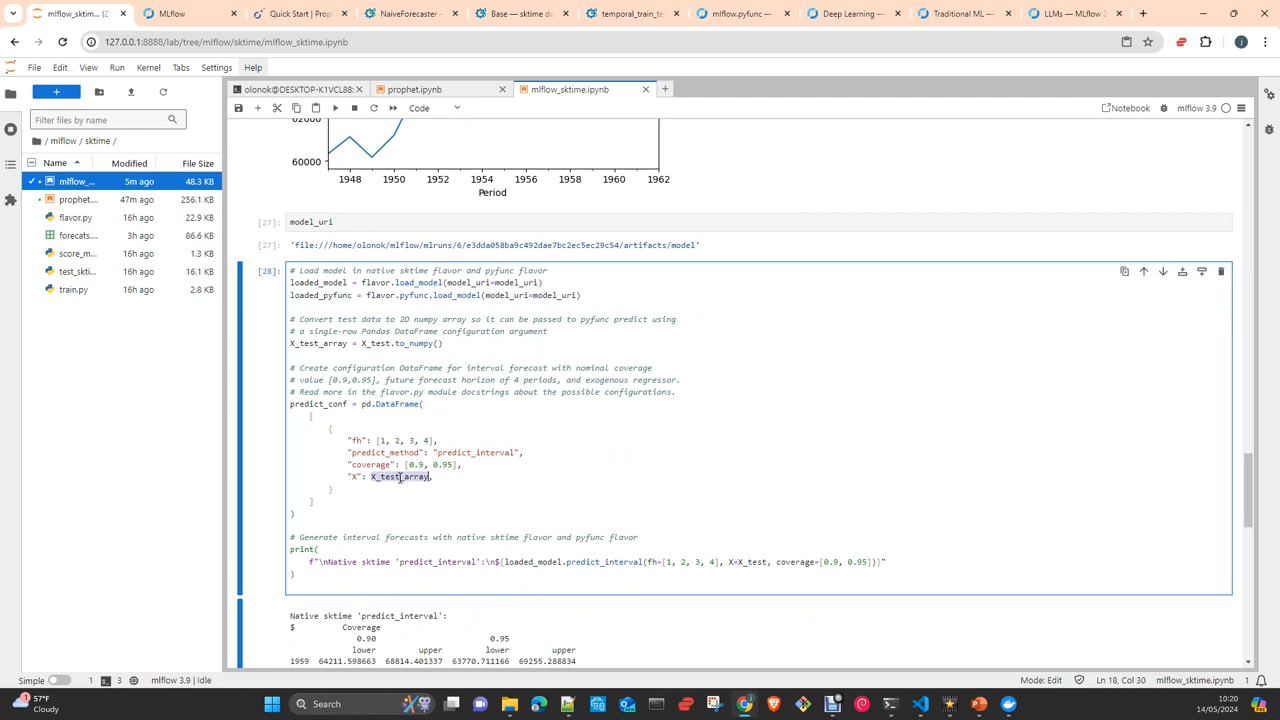 mlflow_sktime... (2)
MLflow
Quick Start | Prop
NaiveForecaster —
Base — sktime do
temporal_train_te
mlflow.pyfunc —
Deep Learning —
Traditional ML —
LLMs — MLflow 2
127.0.0.1:8888/lab/tree/mlflow/sktime/mlflow_sktime.ipynb
File Edit View Run Kernel Tabs Settings Help
olonok@DESKTOP-K1VCL88:
prophet.ipynb
mlflow_sktime.ipynb
Code
Notebook
mlflow 3.9
Filter files by name
/ mlflow / sktime /
Name Modified File Size
mlflow_... 5m ago 48.3 KB
prophet.... 47m ago 256.1 KB
flavor.py 16h ago 22.9 KB
forecats.... 3h ago 86.6 KB
score_m... 16h ago 1.3 KB
test_skti... 16h ago 16.1 KB
train.py 16h ago 2.8 KB
62000
60000
1948 1950 1952 1954 1956 1958 1960 1962
Period
[27]: model_uri
[27]: 'file:///home/olonok/mlflow/mlruns/6/e3dda058ba9c492dae7bc2ec5ec29c54/artifacts/model'
[28]: # Load model in native sktime flavor and pyfunc flavor
loaded_model = flavor.load_model(model_uri=model_uri)
loaded_pyfunc = flavor.pyfunc.load_model(model_uri=model_uri)
# Convert test data to 2D numpy array so it can be passed to pyfunc predict using
# a single-row Pandas DataFrame configuration argument
X_test_array = X_test.to_numpy()
# Create configuration DataFrame for interval forecast with nominal coverage
# value [0.9,0.95], future forecast horizon of 4 periods, and exogenous regressor.
# Read more in the flavor.py module docstrings about the possible configurations.
predict_conf = pd.DataFrame(
[
{
"fh": [1, 2, 3, 4],
"predict_method": "predict_interval",
"coverage": [0.9, 0.95],
"X": X_test_array,
}
]
)
# Generate interval forecasts with native sktime flavor and pyfunc flavor
print(
f"\nNative sktime 'predict_interval':\n${loaded_model.predict_interval(fh=[1, 2, 3, 4], X=X_test, coverage=[0.9, 0.95])}"
)
Native sktime 'predict_interval':
$ Coverage
0.90 0.95
lower upper lower upper
1959 64211.598663 68814.401337 63770.711166 69255.288834
Simple 1 3 mlflow 3.9 | Idle
Mode: Edit Ln 18, Col 30 mlflow_sktime.ipynb 1
57°F
Cloudy
Search
10:20
14/05/2024